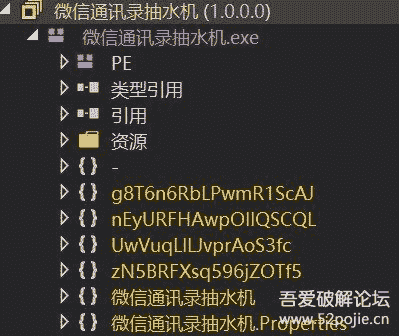 微信通讯录抽水机 (1.0.0.0)
微信通讯录抽水机.exe
PE
类型引用
引用
资源
{ } -
{ } g8T6n6RbLPwmR1ScAJ
{ } nEyURFHAwpOIlQSCQL
{ } UwVuqLILJvprAoS3fc
{ } zN5BRFXsq596jZOTf5
{ } 微信通讯录抽水机
{ } 微信通讯录抽水机.Properties
吾爱破解论坛
www.52pojie.cn